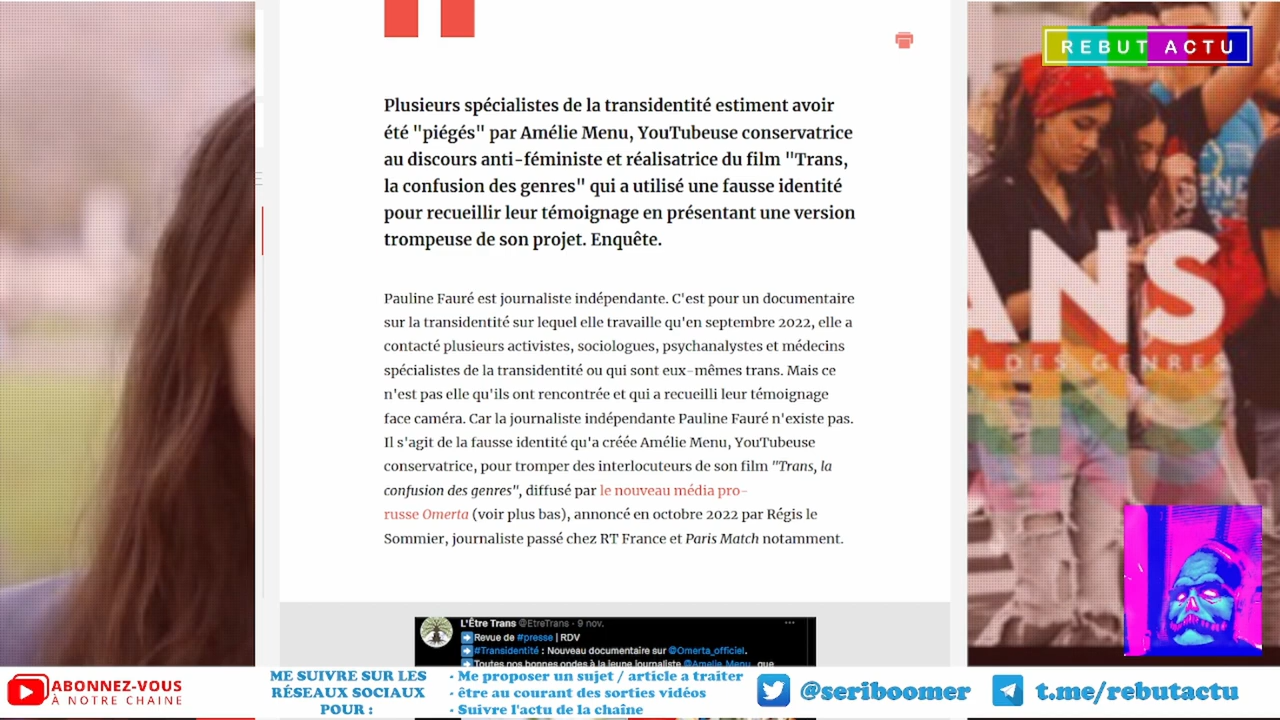 REBUT ACTU
Plusieurs spécialistes de la transidentité estiment avoir
été "piégés" par Amélie Menu, YouTubeuse conservatrice
au discours anti-féministe et réalisatrice du film "Trans,
la confusion des genres" qui a utilisé une fausse identité
pour recueillir leur témoignage en présentant une version
trompeuse de son projet. Enquête.
Pauline Fauré est journaliste indépendante. C'est pour un documentaire
sur la transidentité sur lequel elle travaille qu'en septembre 2022, elle a
contacté plusieurs activistes, sociologues, psychanalystes et médecins
spécialistes de la transidentité ou qui sont eux-mêmes trans. Mais ce
n'est pas elle qu'ils ont rencontrée et qui a recueilli leur témoignage
face caméra. Car la journaliste indépendante Pauline Fauré n'existe pas.
Il s'agit de la fausse identité qu'a créée Amélie Menu, YouTubeuse
conservatrice, pour tromper des interlocuteurs de son film "Trans, la
confusion des genres", diffusé par le nouveau média pro-
russe Omerta (voir plus bas), annoncé en octobre 2022 par Régis le
Sommier, journaliste passé chez RT France et Paris Match notamment.
ANS
N DES GENRES
L'Être Trans @EtreTrans · 9 nov.
Revue de #presse | RDV
#Transidentité : Nouveau documentaire sur @Omerta_officiel.
Toutes nos bonnes ondes à la jeune journaliste @Amelie_Menu, que
ABONNEZ-VOUS
À NOTRE CHAINE
ME SUIVRE SUR LES
RÉSEAUX SOCIAUX
POUR :
· Me proposer un sujet / article a traiter
· être au courant des sorties vidéos
· Suivre l'actu de la chaîne
@seriboomer
t.me/rebutactu